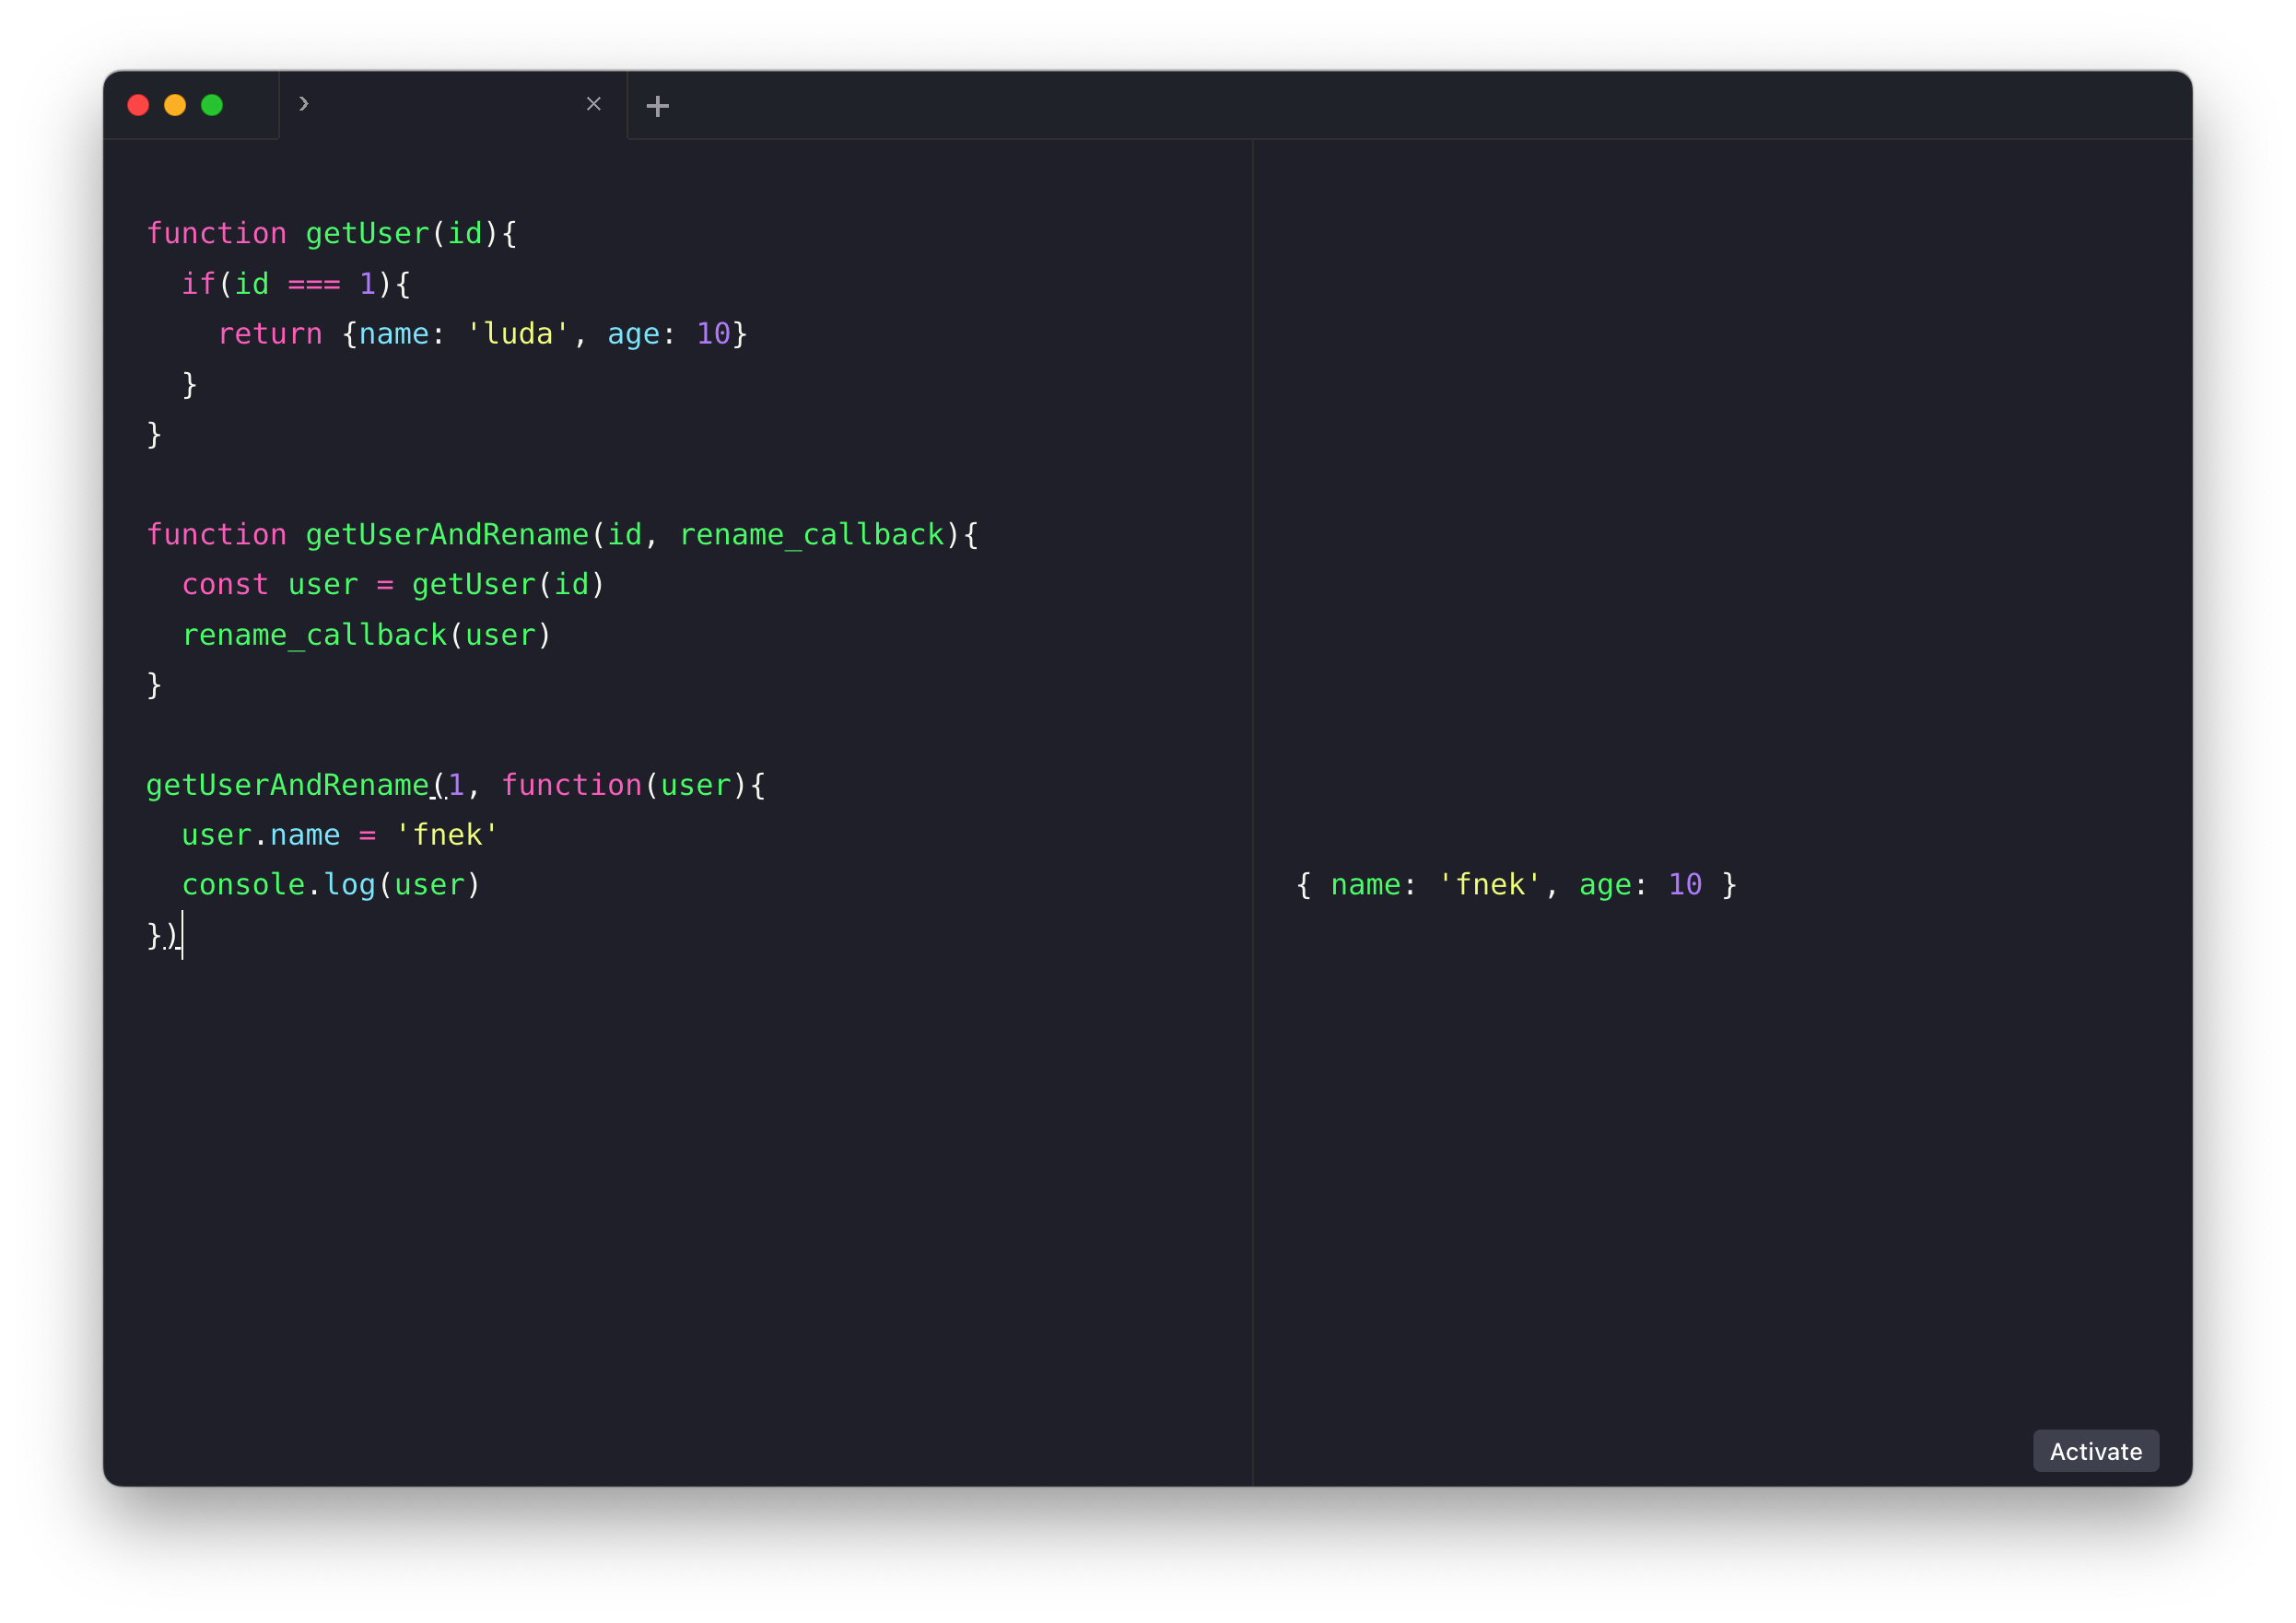 function getUser(id){
  if(id === 1){
    return {name: 'luda', age: 10}
  }
}
function getUserAndRename(id, rename_callback){
  const user = getUser(id)
  rename_callback(user)
}
getUserAndRename(1, function(user){
  user.name = 'fnek'
  console.log(user)
})
{ name: 'fnek', age: 10 }
Activate